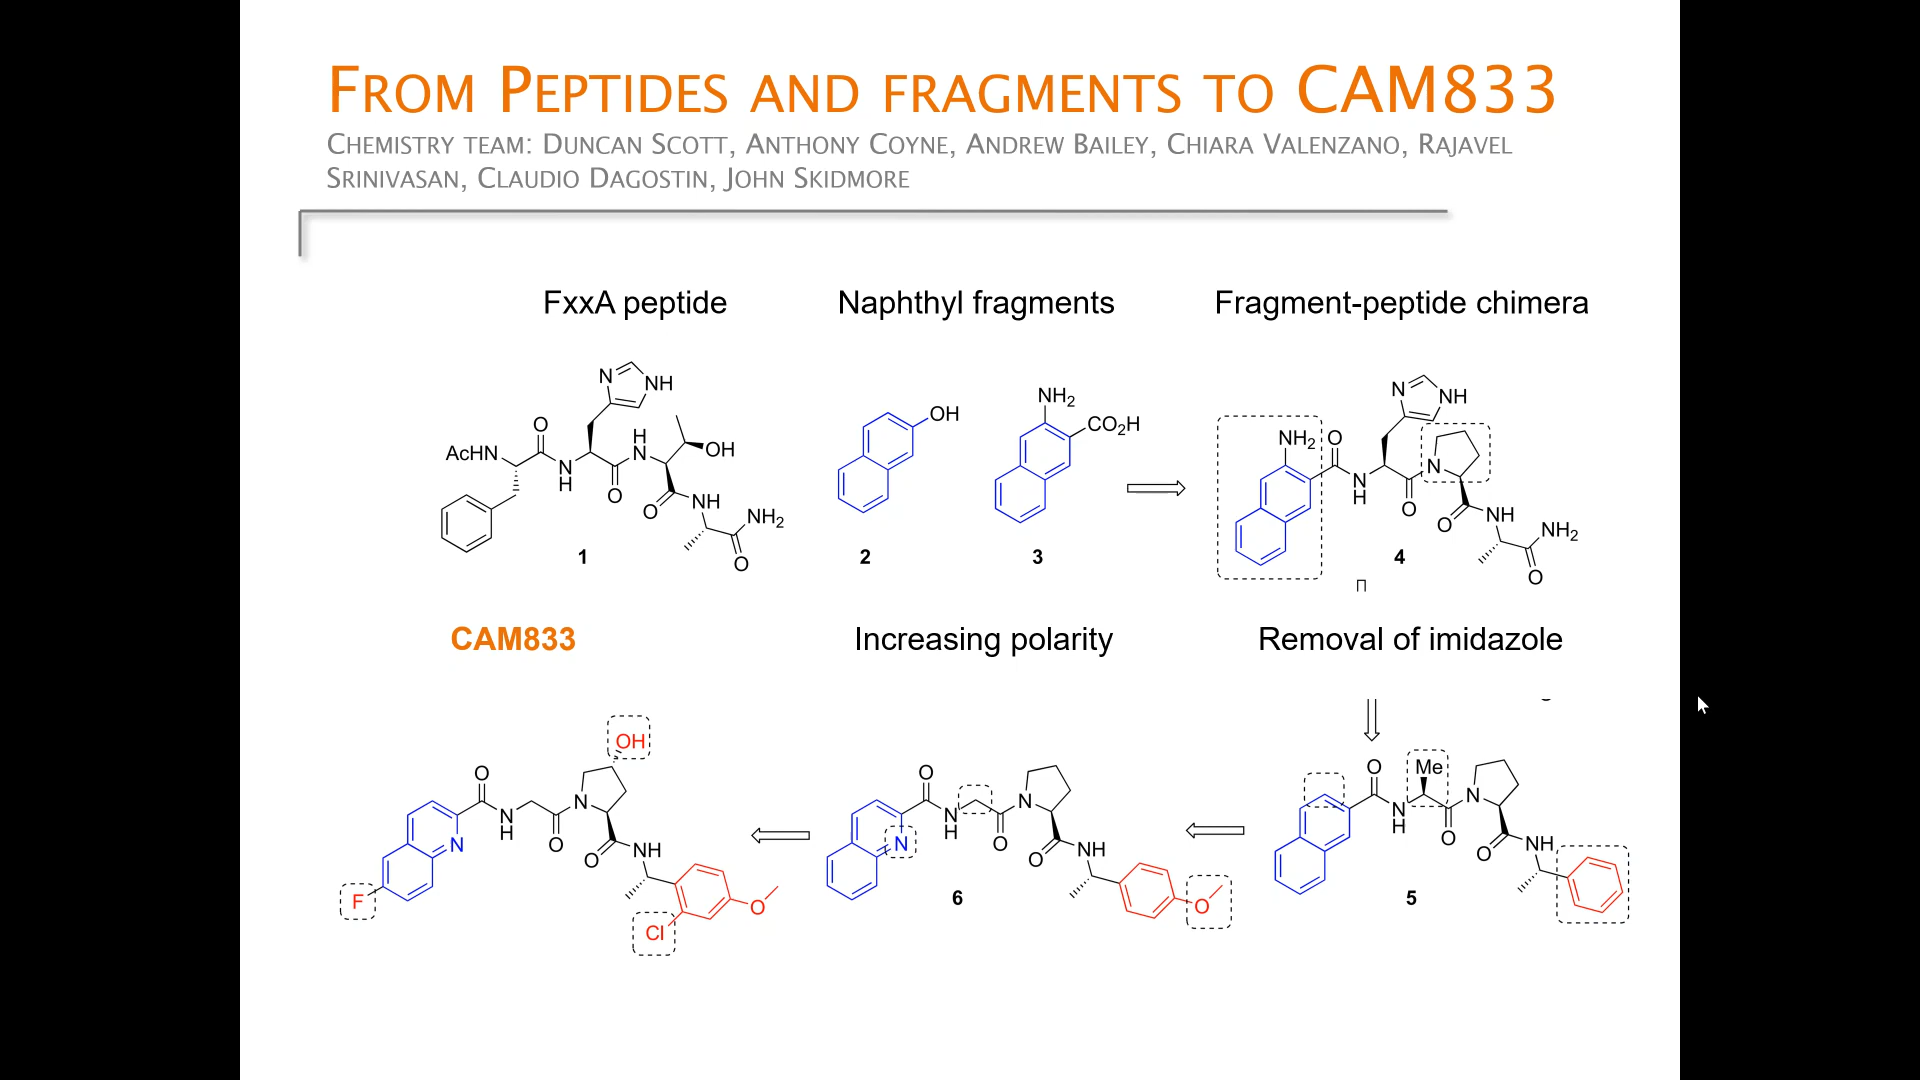 FROM PEPTIDES AND FRAGMENTS TO CAM833
CHEMISTRY TEAM: DUNCAN SCOTT, ANTHONY COYNE, ANDREW BAILEY, CHIARA VALENZANO, RAJAVEL
SRINIVASAN, CLAUDIO DAGOSTIN, JOHN SKIDMORE
FxxA peptide
Naphthyl fragments
Fragment-peptide chimera
N NH
O
H
N
OH
AcHN
N
H
O
O
NH
NH2
O
1
OH
2
NH2
CO2H
3
N NH
NH2 O
N
N
H
O
O
NH
NH2
O
4
CAM833
Increasing polarity
Removal of imidazole
OH
O
N
N
H
O
N
O
NH
F
O
Cl
O
N
N
H
O
N
O
NH
O
6
O
Me
N
N
H
O
O
NH
5